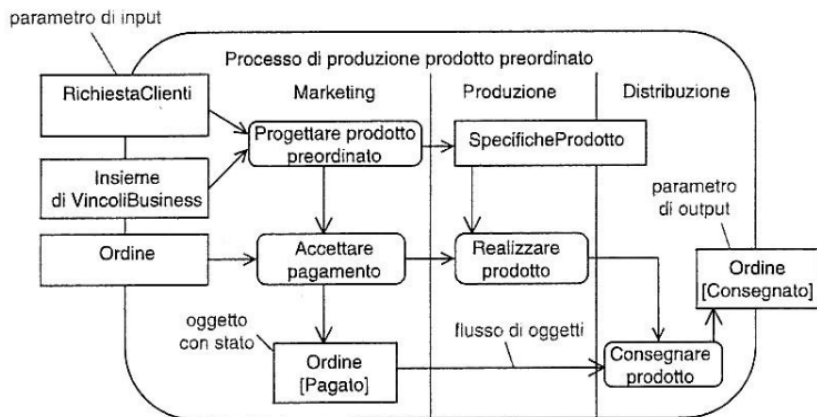 parametro di input
Processo di produzione prodotto preordinato
RichiestaClienti
Marketing
Produzione
Distribuzione
Progettare prodotto
preordinato
SpecificheProdotto
Insieme
di VincoliBusiness
parametro
di output
Ordine
Accettare
pagamento
Realizzare
prodotto
Ordine
[Consegnato]
oggetto
con stato
flusso di oggetti
Ordine
[Pagato]
Consegnare
prodotto